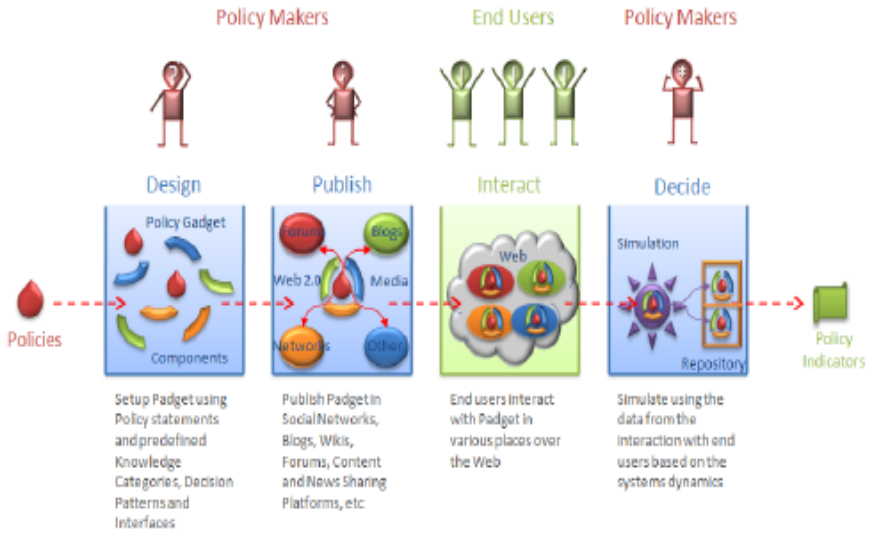 Policy Makers
End Users
Policy Makers
Design
Publish
Interact
Decide
Policy Gadget
Components
Forum
Blogs
Web 2.0
Media
Networks
Other
Web
Simulation
Repository
Policies
Policy
Indicators
Setup Padget using
Policy statements
and predefined
Knowledge
Categories, Decision
Patterns and
Interfaces
Publish Padget in
Social Networks,
Blogs, Wikis,
Forums, Content
and News Sharing
Platforms, etc
End users interact
with Padget in
various places over
the Web
Simulate using the
data from the
interaction with end
users based on the
systems dynamics